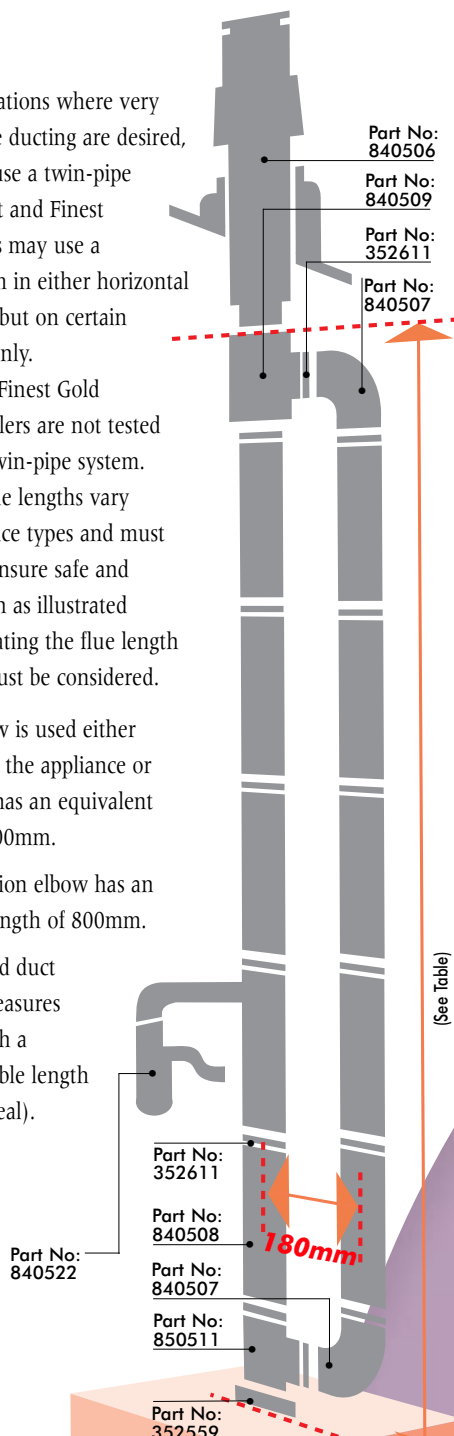 ations where very
e ducting are desired,
use a twin-pipe
t and Finest
s may use a
n in either horizontal
but on certain
nly.
Finest Gold
lers are not tested
win-pipe system.
e lengths vary
ce types and must
nsure safe and
n as illustrated
ating the flue length
ust be considered.
w is used either
the appliance or
has an equivalent
00mm.
ion elbow has an
ngth of 800mm.
d duct
easures
h a
ble length
eal).
Part No:
840506
Part No:
840509
Part No:
352611
Part No:
840507
(See Table)
Part No:
352611
Part No:
840508
180mm
Part No:
840522
Part No:
840507
Part No:
850511
Part No:
352559